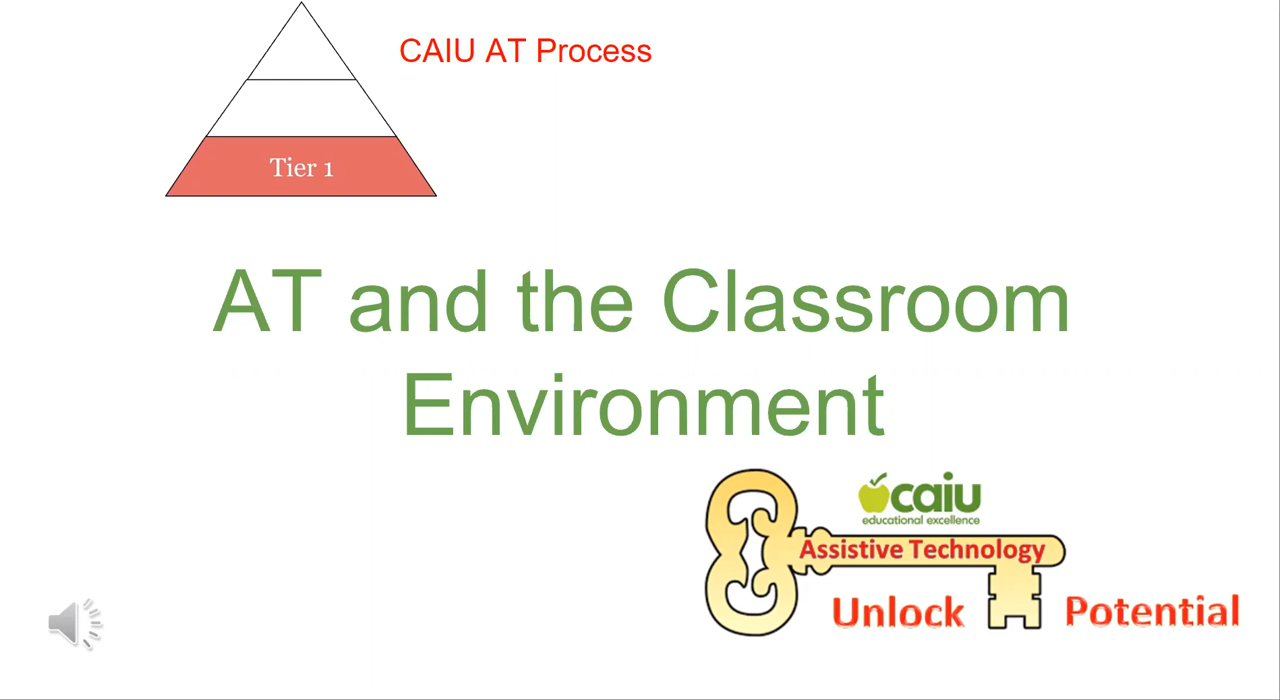 CAIU AT Process
Tier 1
AT and the Classroom
Environment
caiu
educational excellence
Assistive Technology
Unlock Potential